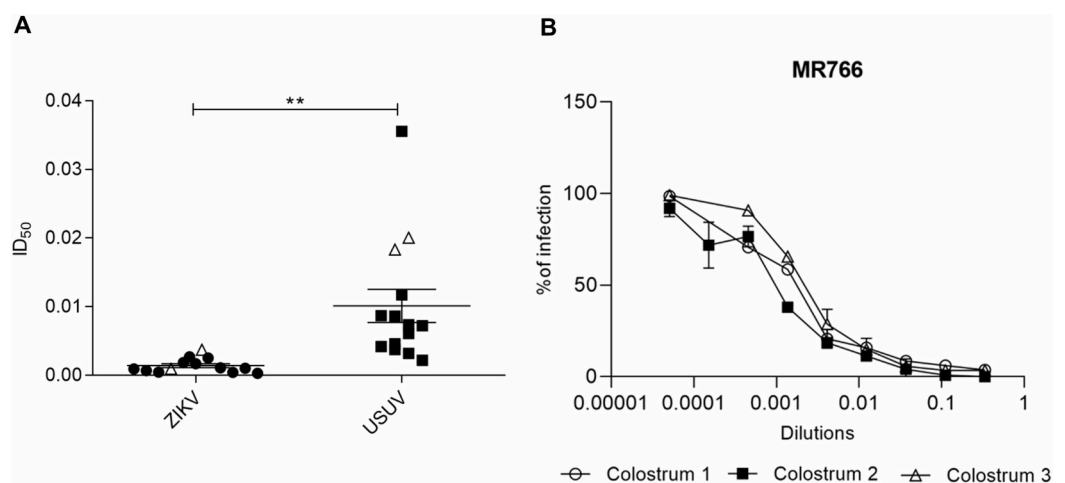 A
ID50
0.04
0.03
0.02
0.01
0.00
**
ZIKV
USUV
B
MR766
% of infection
150
100
50
0
0.00001 0.0001 0.001 0.01 0.1 1
Dilutions
Colostrum 1 Colostrum 2 Colostrum 3